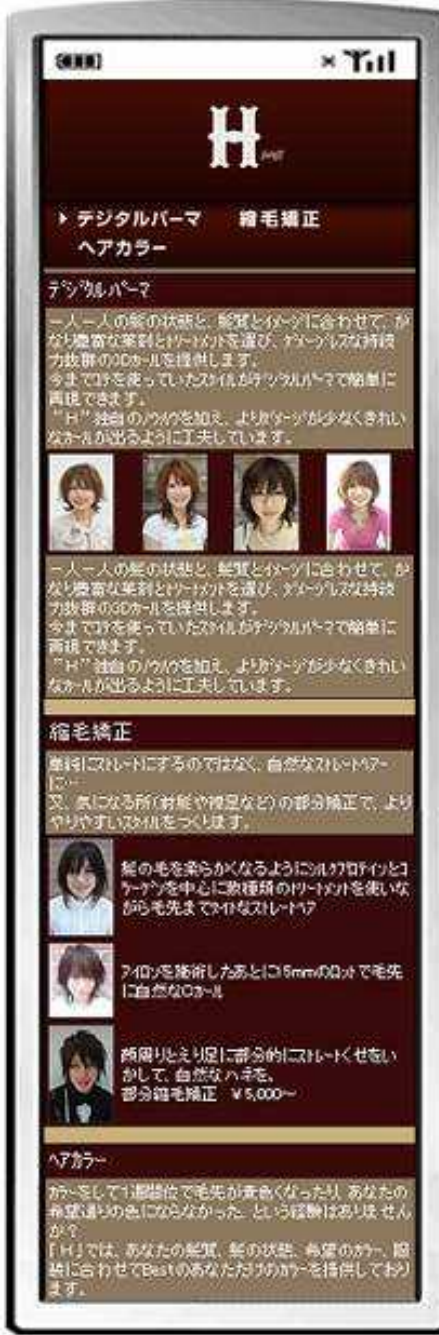 H
デジタルパーマ 縮毛矯正
ヘアカラー
デジタルパーマ
一人一人の髪の状態と、髪質とイメージに合わせて、か
なり豊富な薬剤とトリートメントを選び、ダメージレスな持続
力抜群の3Dカールを提供します。
今までコテを使っていたスタイルがデジタルパーマで簡単に
再現できます。
"H"独自のノウハウを加え、よりダメージが少なくきれい
なカールが出るように工夫しています。
一人一人の髪の状態と、髪質とイメージに合わせて、か
なり豊富な薬剤とトリートメントを選び、ダメージレスな持続
力抜群の3Dカールを提供します。
今までコテを使っていたスタイルがデジタルパーマで簡単に
再現できます。
"H"独自のノウハウを加え、よりダメージが少なくきれい
なカールが出るように工夫しています。
縮毛矯正
単純にストレートにするのではなく、自然なストレートヘアー
に…
又、気になる所(前髪や襟足など)の部分矯正で、より
やりやすいスタイルをつくります。
髪の毛を柔らかくなるようにシルクプロテインとコ
ラーゲンを中心に数種類のトリートメントを使いな
がら毛先までタイトなストレートヘア
アイロンを施術したあとに15mmのロットで毛先
に自然なCカール
顔周りとえり足に部分的にストレート、くせをい
かして、自然なハネを。
部分縮毛矯正 ¥5,000~
ヘアカラー
カラーをして1週間位で毛先が黄色くなったり、あなたの
希望通りの色にならなかった、という経験はありません
か?
「H」では、あなたの髪質、髪の状態、希望のカラー、服
装に合わせてBestのあなただけのカラーを提供しており
ます。